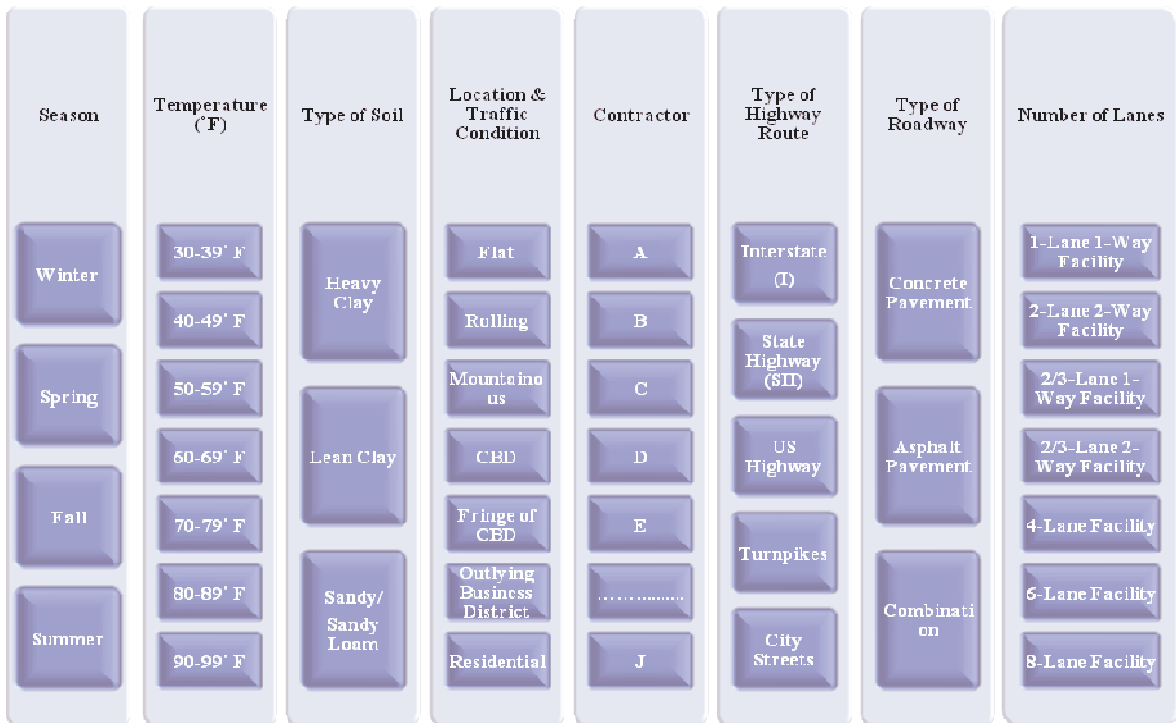 Season
Winter
Spring
Fall
Summer
Temperature
(˚F)
30-39˚ F
40-49˚ F
50-59˚ F
60-69˚ F
70-79˚ F
80-89˚ F
90-99˚ F
Type of Soil
Heavy
Clay
Lean Clay
Sandy/
Sandy
Loam
Location &
Traffic
Condition
Flat
Rolling
Mountaino
us
CBD
Fringe of
CBD
Outlying
Business
District
Residential
Contractor
A
B
C
D
E
……..........
J
Type of
Highway
Route
Interstate
(I)
State
Highway
(SH)
US
Highway
Turnpikes
City
Streets
Type of
Roadway
Concrete
Pavement
Asphalt
Pavement
Combinati
on
Number of Lanes
1-Lane 1-Way
Facility
2-Lane 2-Way
Facility
2/3-Lane 1-
Way Facility
2/3-Lane 2-
Way Facility
4-Lane Facility
6-Lane Facility
8-Lane Facility